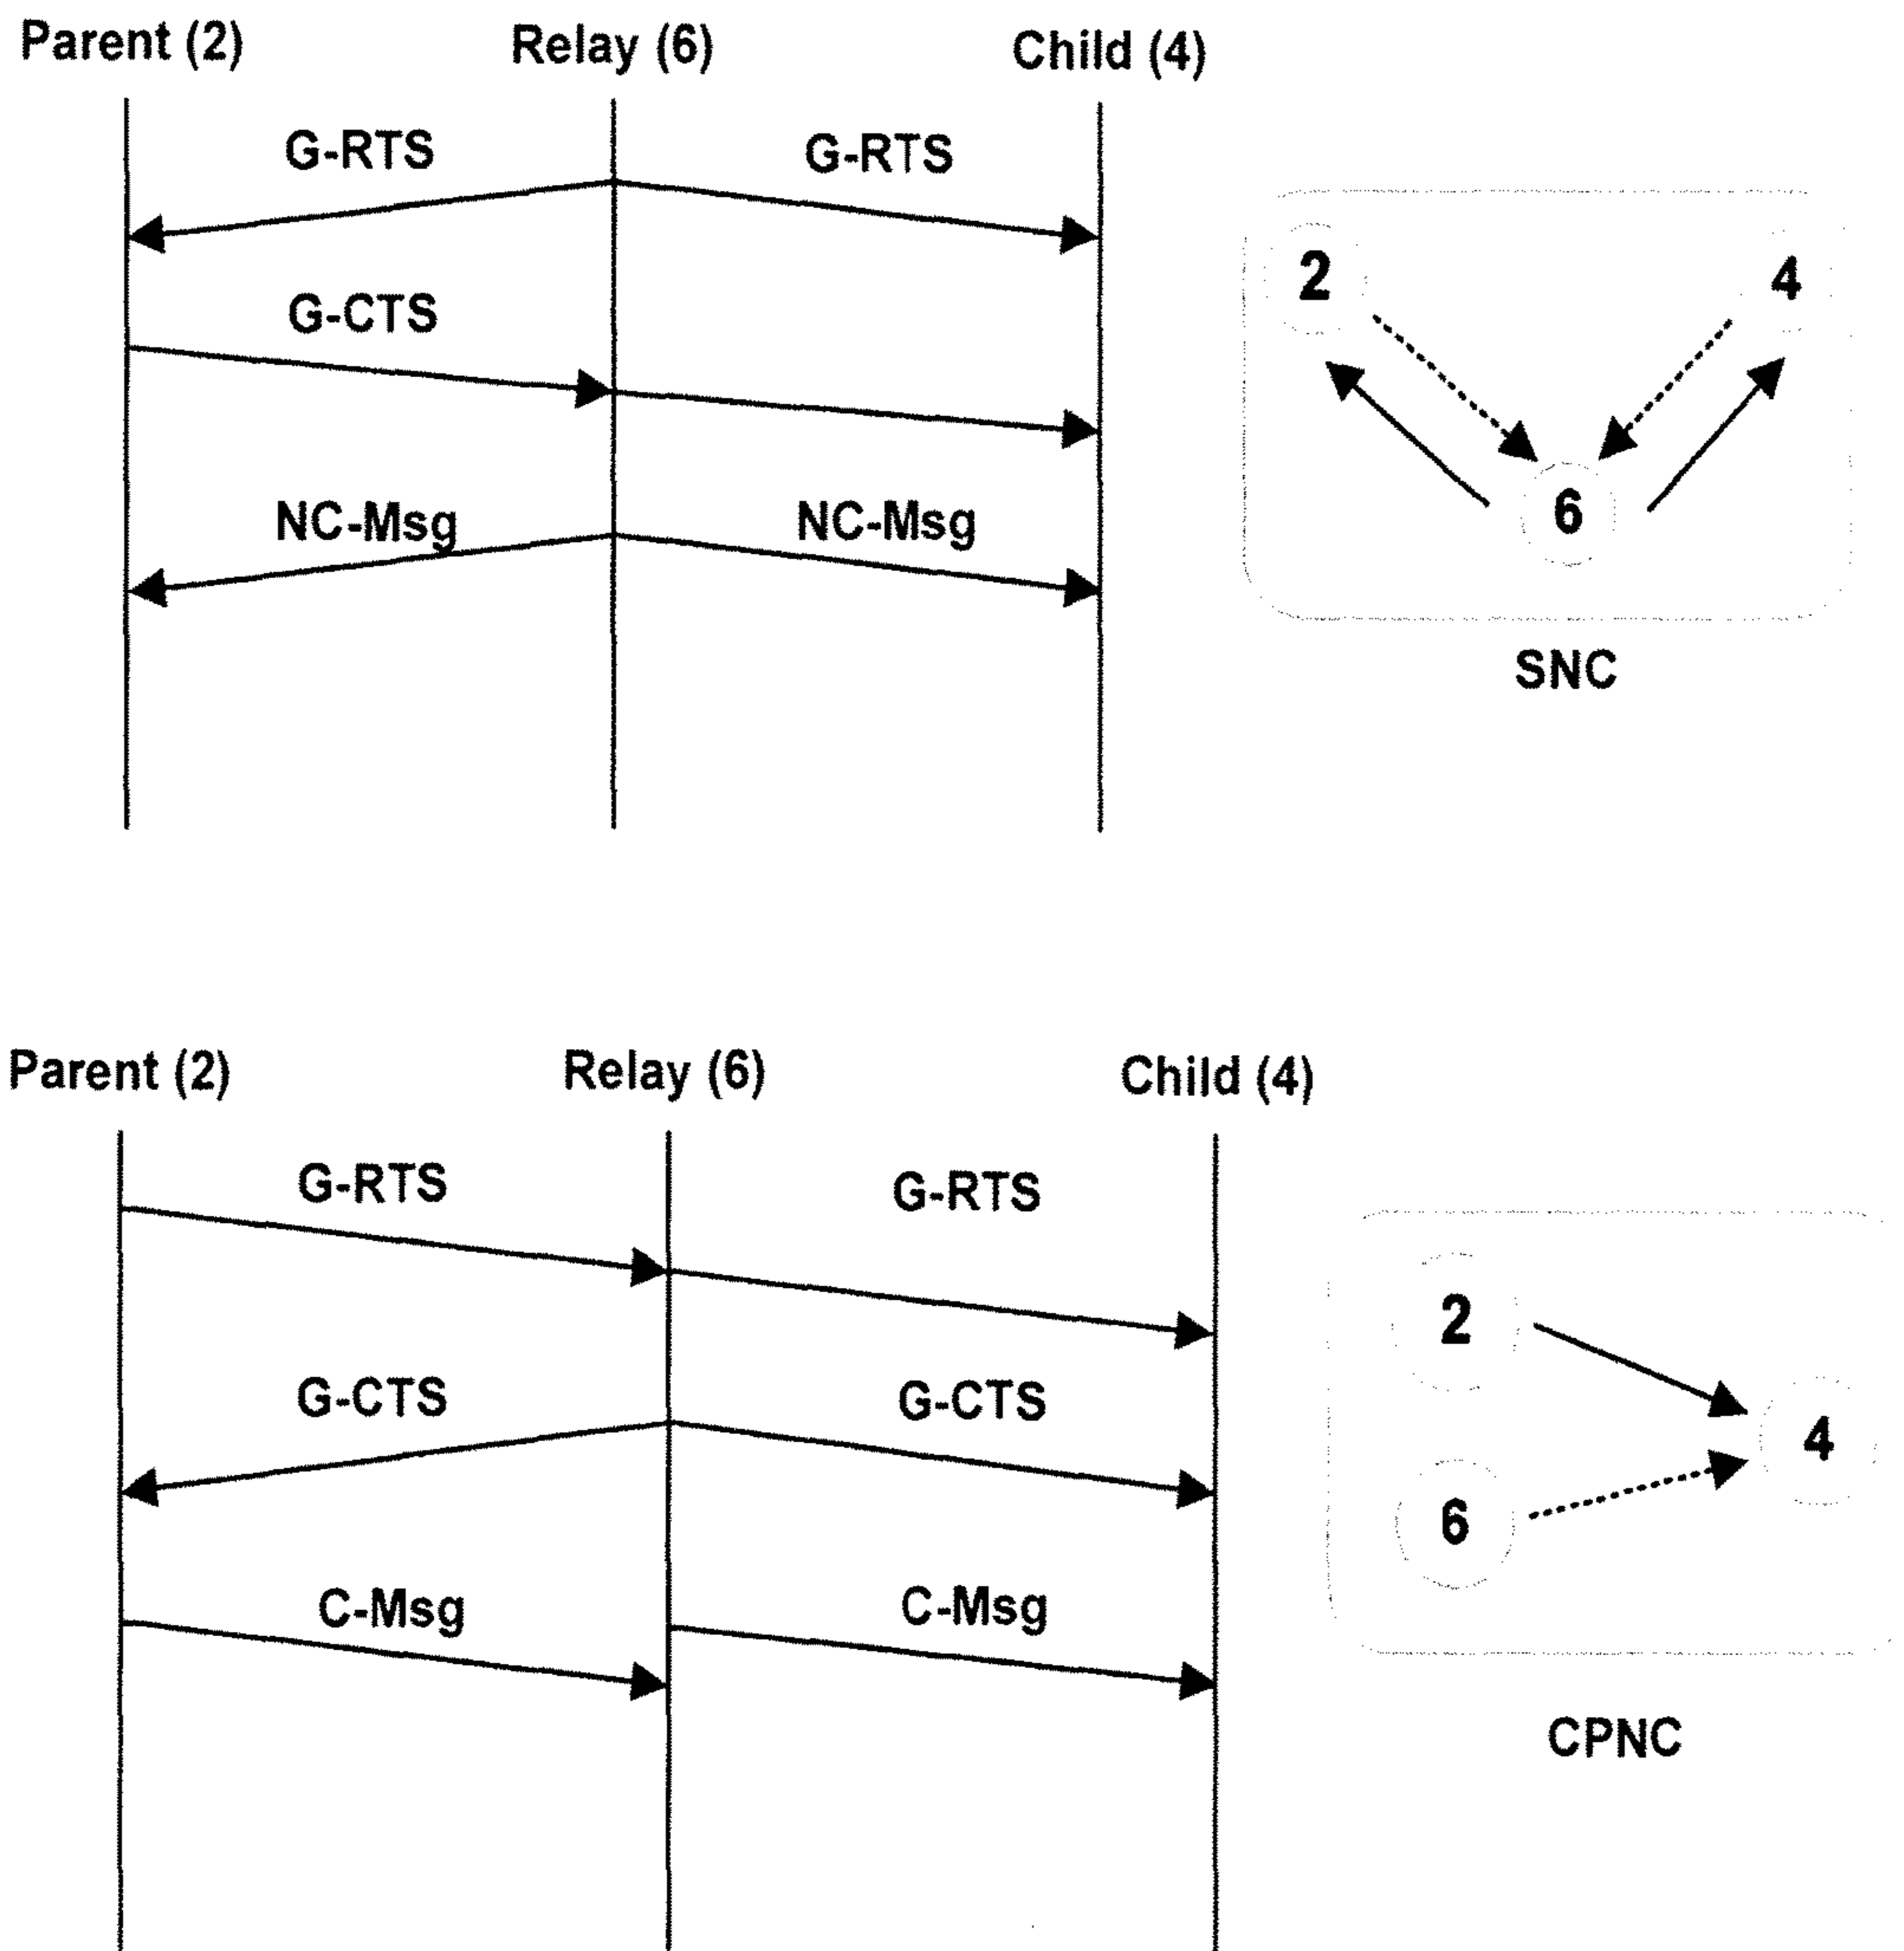 Parent (2) Relay (6) Child (4)
G-RTS G-RTS
2 4
G-CTS
NC-Msg NC-Msg
6
SNC
Parent (2) Relay (6) Child (4)
G-RTS G-RTS
2
G-CTS G-CTS
4
6
C-Msg C-Msg
CPNC